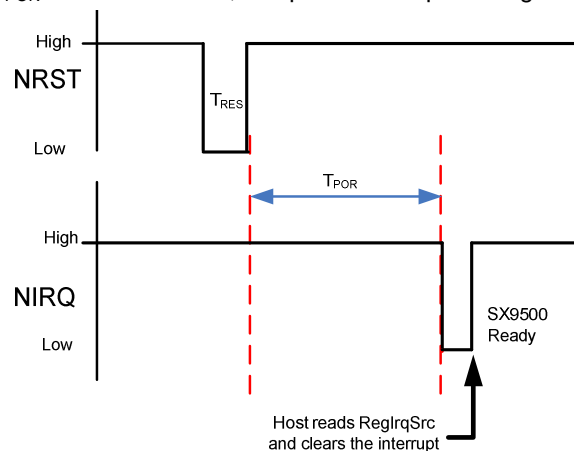 High
NRST
TRES
Low
TPOR
High
NIRQ
SX9500
Ready
Low
Host reads RegIrqSrc
and clears the interrupt